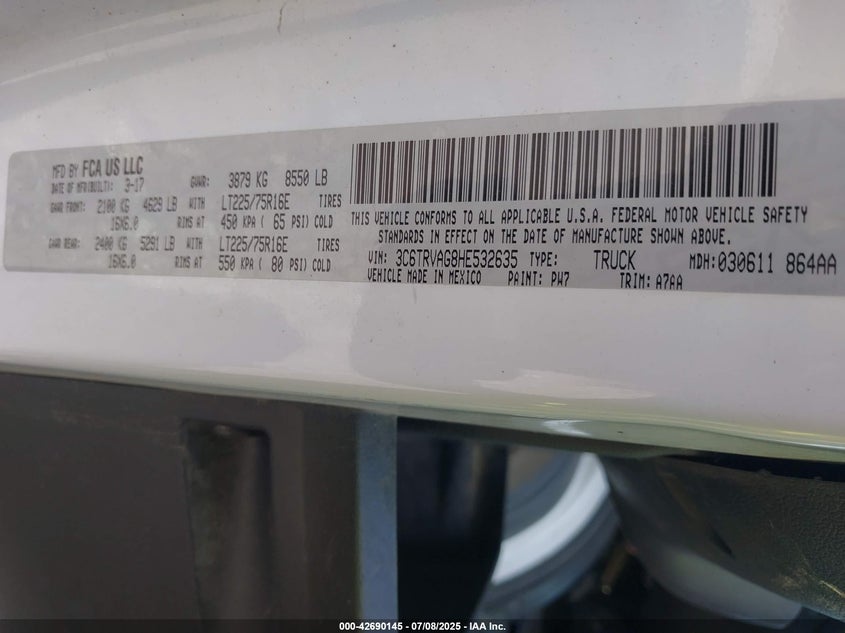 MFD BY FCA US LLC
DATE OF MFR(BUILT): 3-17 GVWR: 3879 KG 8550 LB
GAWR FRONT: 2100 KG 4629 LB WITH LT225/75R16E TIRES
16X6.0 RIMS AT 450 KPA ( 65 PSI) COLD
GAWR REAR: 2400 KG 5291 LB WITH LT225/75R16E TIRES
16X6.0 RIMS AT 550 KPA ( 80 PSI) COLD
THIS VEHICLE CONFORMS TO ALL APPLICABLE U.S.A. FEDERAL MOTOR VEHICLE SAFETY
STANDARDS IN EFFECT ON THE DATE OF MANUFACTURE SHOWN ABOVE.
VIN: 3C6TRVAG8HE532635 TYPE: TRUCK MDH: 030611 864AA
VEHICLE MADE IN MEXICO PAINT: PW7 TRIM: A7AA
000-42690145 - 07/08/2025 - IAA Inc.